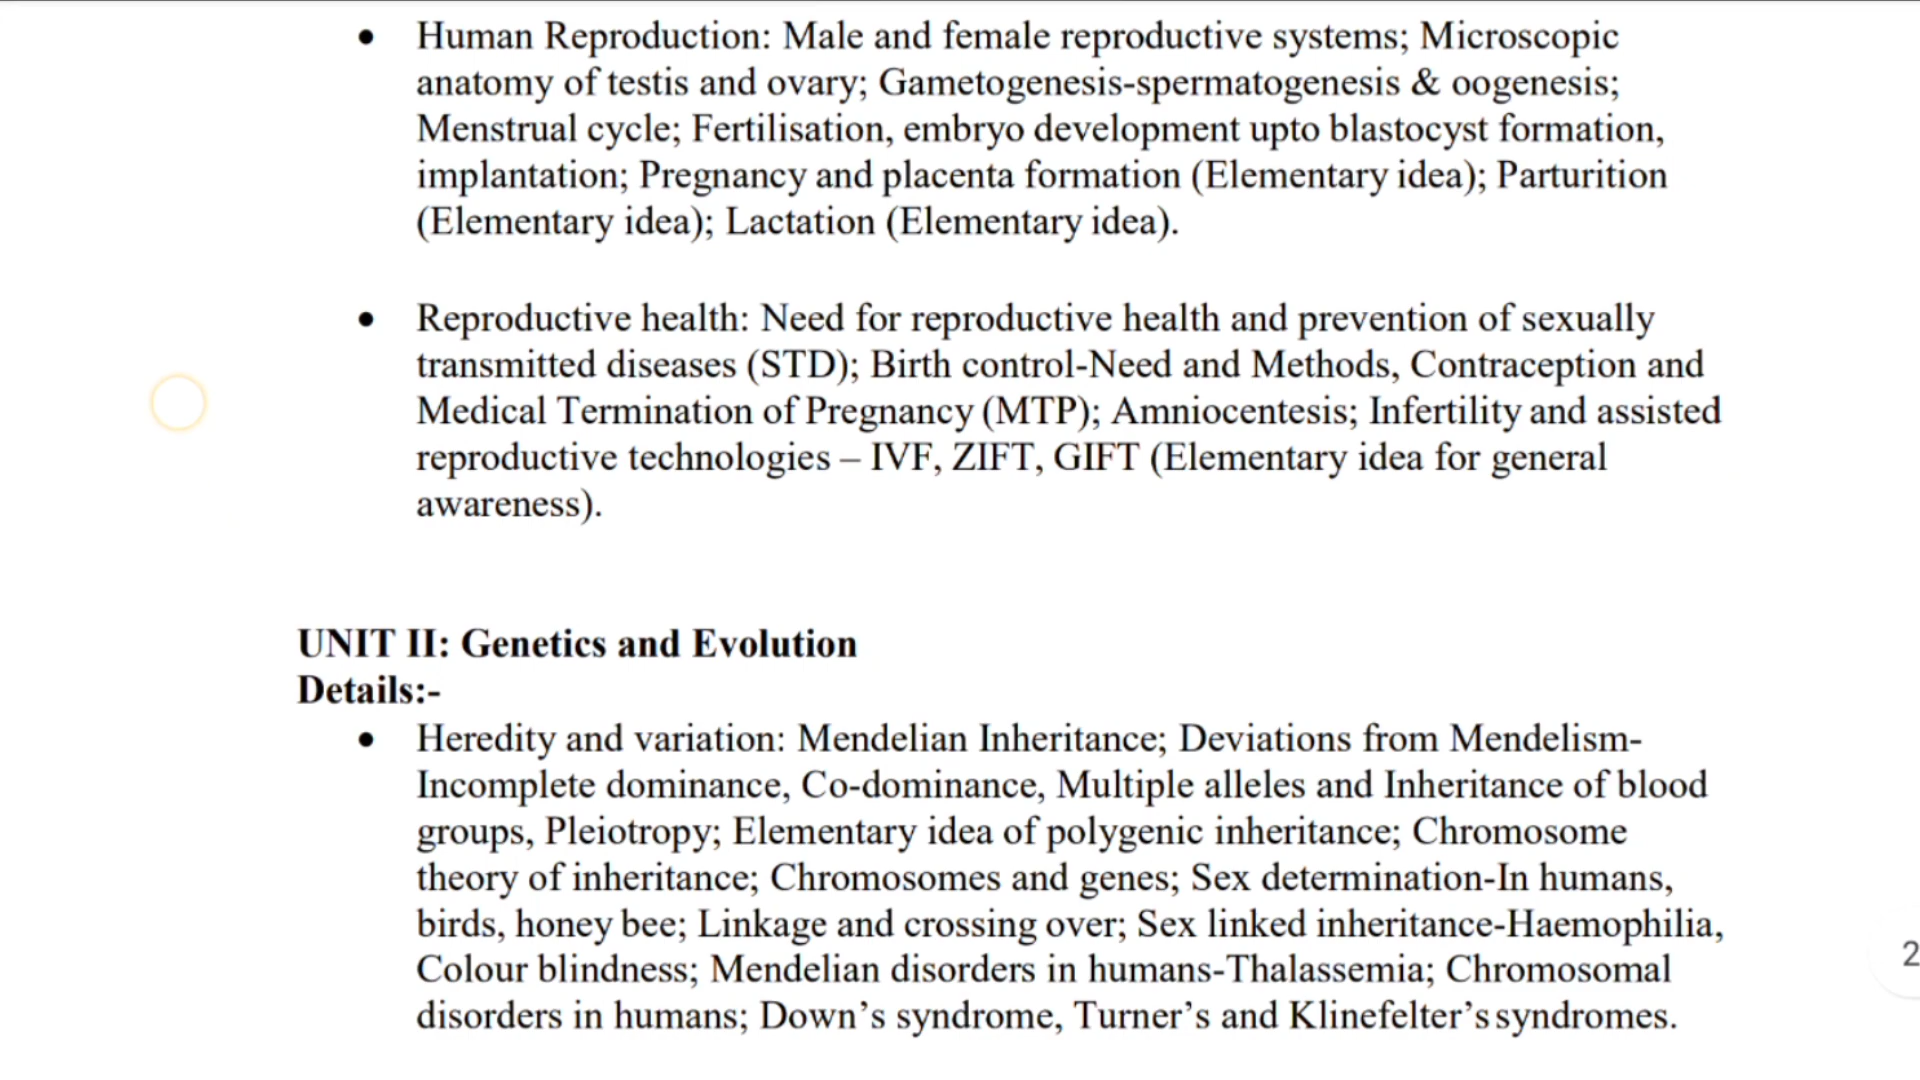 • Human Reproduction: Male and female reproductive systems; Microscopic
anatomy of testis and ovary; Gametogenesis-spermatogenesis & oogenesis;
Menstrual cycle; Fertilisation, embryo development upto blastocyst formation,
implantation; Pregnancy and placenta formation (Elementary idea); Parturition
(Elementary idea); Lactation (Elementary idea).
• Reproductive health: Need for reproductive health and prevention of sexually
transmitted diseases (STD); Birth control-Need and Methods, Contraception and
Medical Termination of Pregnancy (MTP); Amniocentesis; Infertility and assisted
reproductive technologies – IVF, ZIFT, GIFT (Elementary idea for general
awareness).
UNIT II: Genetics and Evolution
Details:-
• Heredity and variation: Mendelian Inheritance; Deviations from Mendelism-
Incomplete dominance, Co-dominance, Multiple alleles and Inheritance of blood
groups, Pleiotropy; Elementary idea of polygenic inheritance; Chromosome
theory of inheritance; Chromosomes and genes; Sex determination-In humans,
birds, honey bee; Linkage and crossing over; Sex linked inheritance-Haemophilia,
Colour blindness; Mendelian disorders in humans-Thalassemia; Chromosomal
disorders in humans; Down’s syndrome, Turner’s and Klinefelter’s syndromes.
2